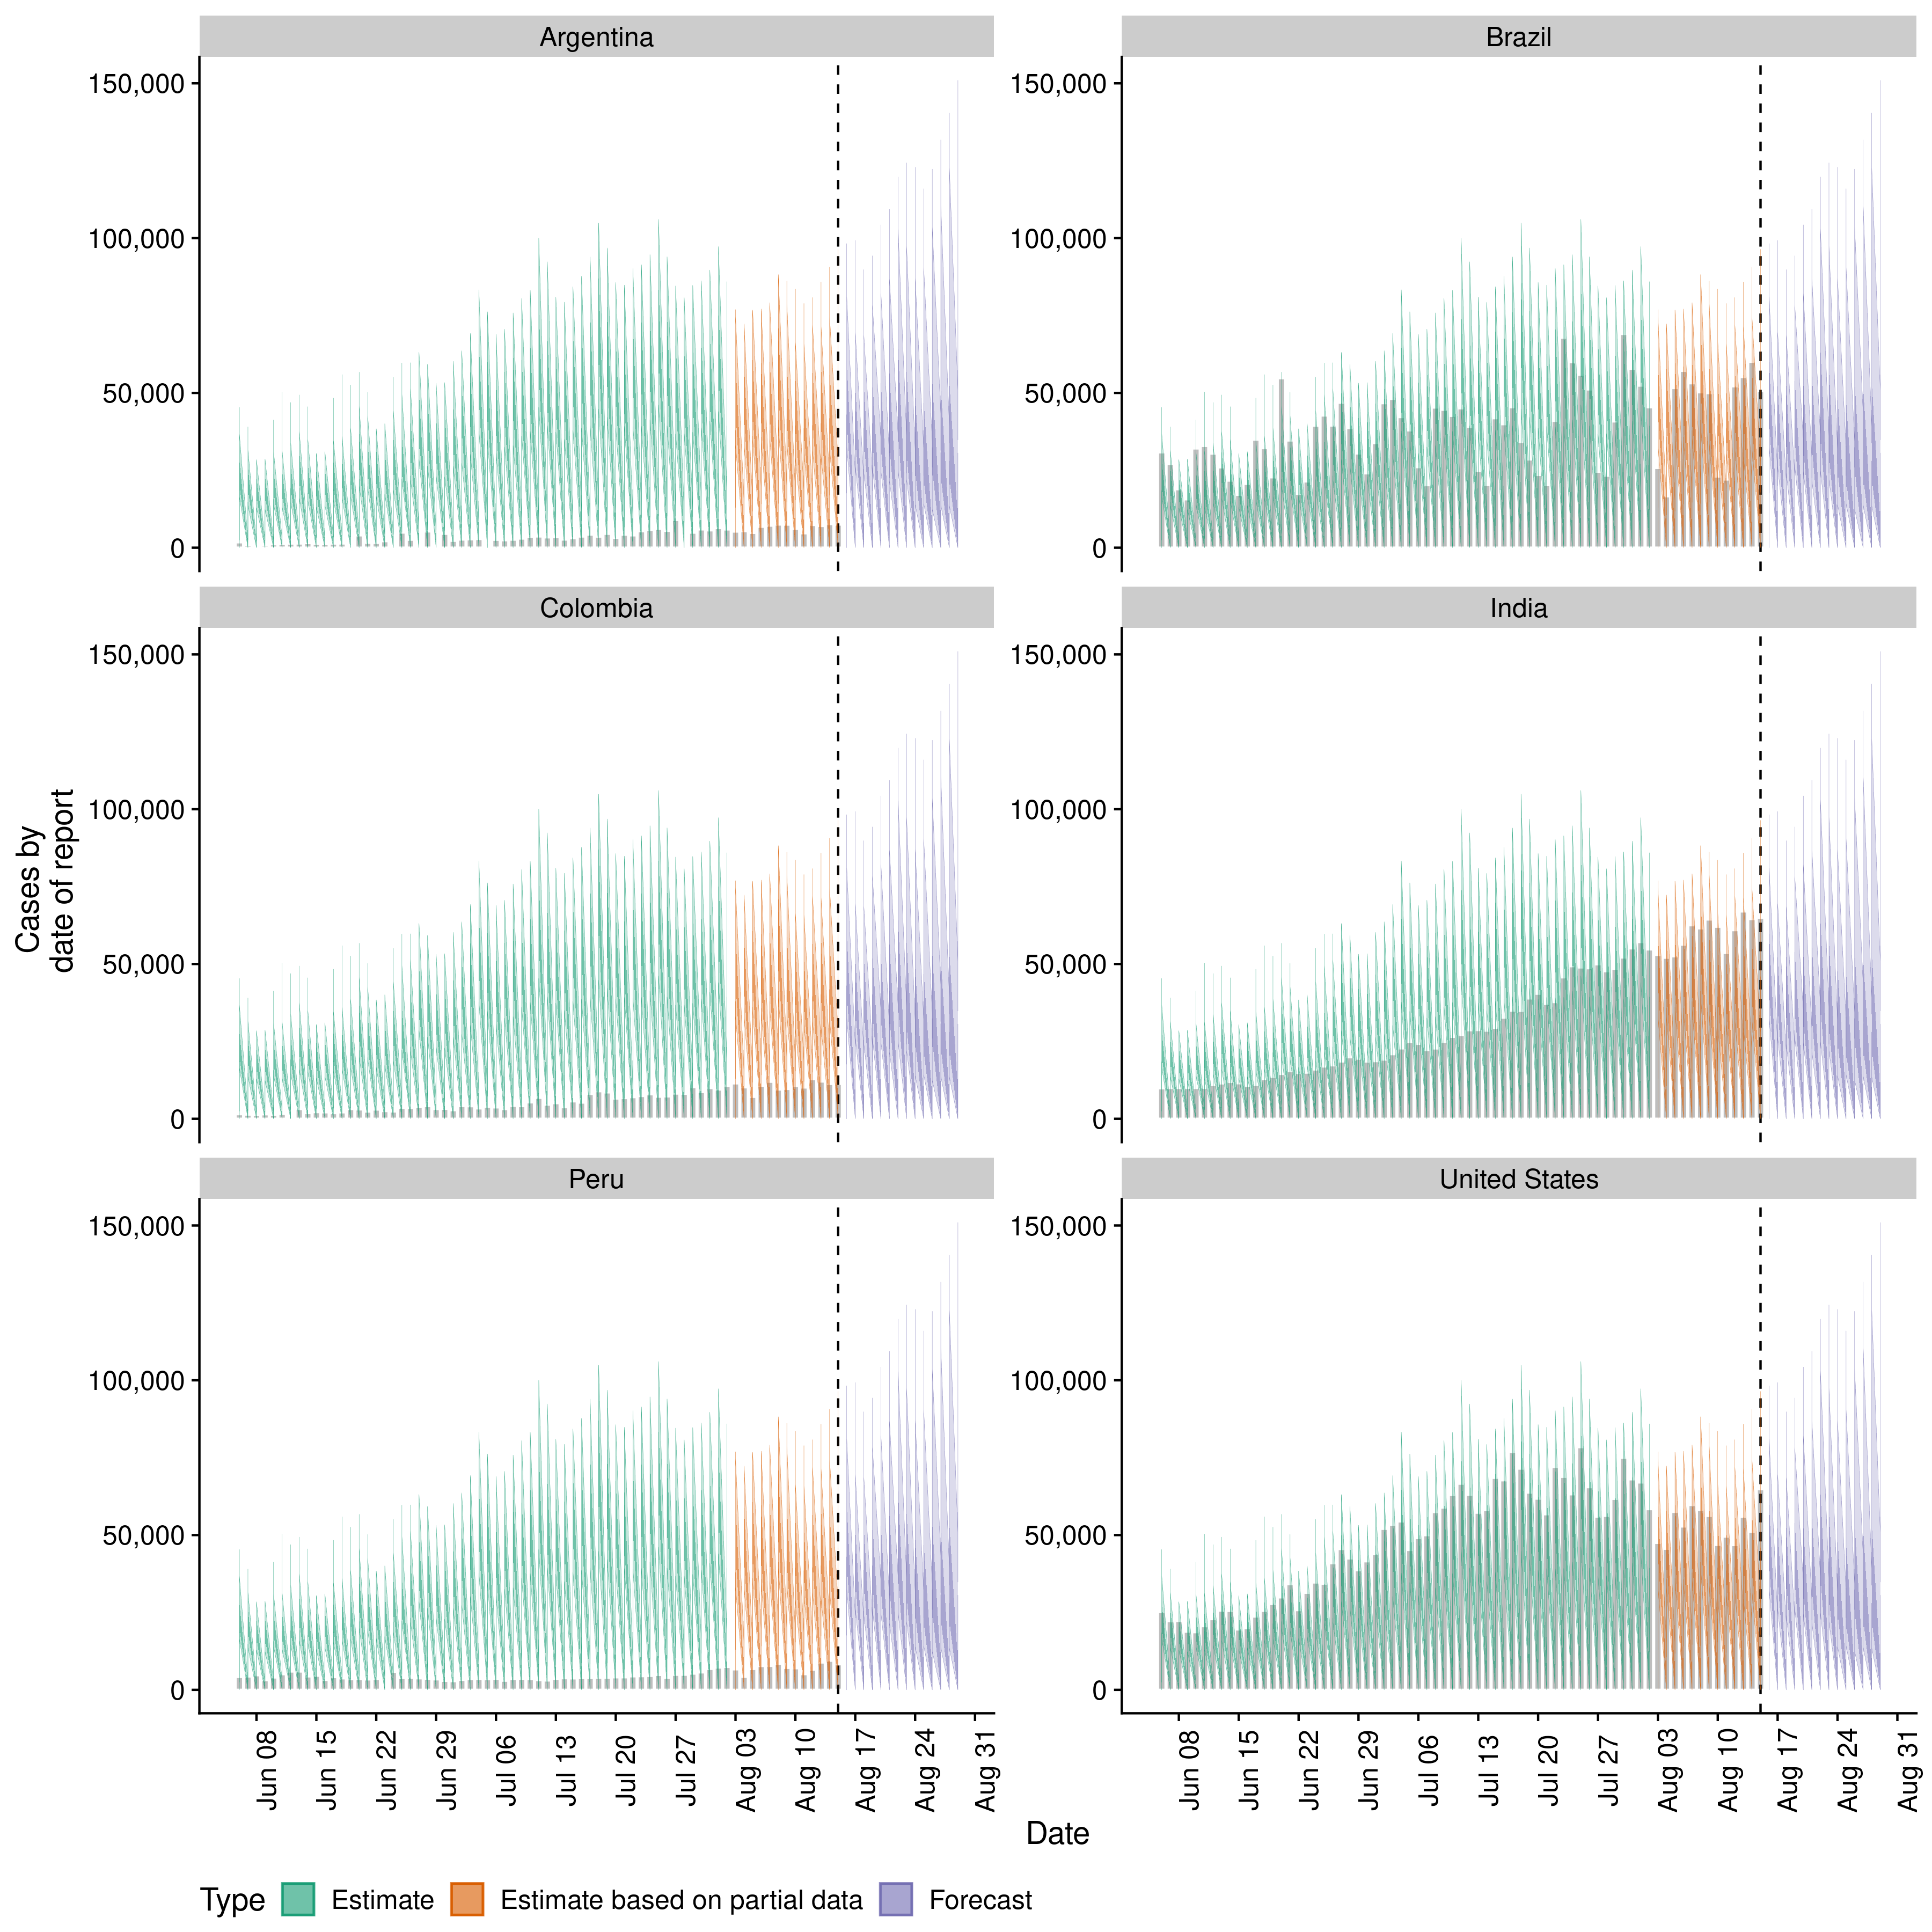 Argentina
Brazil
150,000
100,000
50,000
0
150,000
100,000
50,000
0
Colombia
India
150,000
100,000
50,000
0
150,000
100,000
50,000
0
Peru
United States
150,000
100,000
50,000
0
150,000
100,000
50,000
0
Cases by
date of report
Jun 08
Jun 15
Jun 22
Jun 29
Jul 06
Jul 13
Jul 20
Jul 27
Aug 03
Aug 10
Aug 17
Aug 24
Aug 31
Jun 08
Jun 15
Jun 22
Jun 29
Jul 06
Jul 13
Jul 20
Jul 27
Aug 03
Aug 10
Aug 17
Aug 24
Aug 31
Date
Type Estimate Estimate based on partial data Forecast